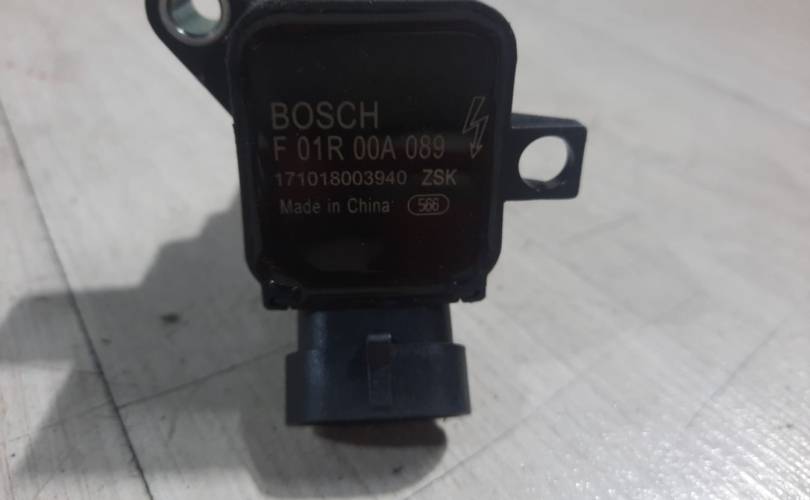 BOSCH
F 01R 00A 089
171018003940 ZSK
Made in China 566